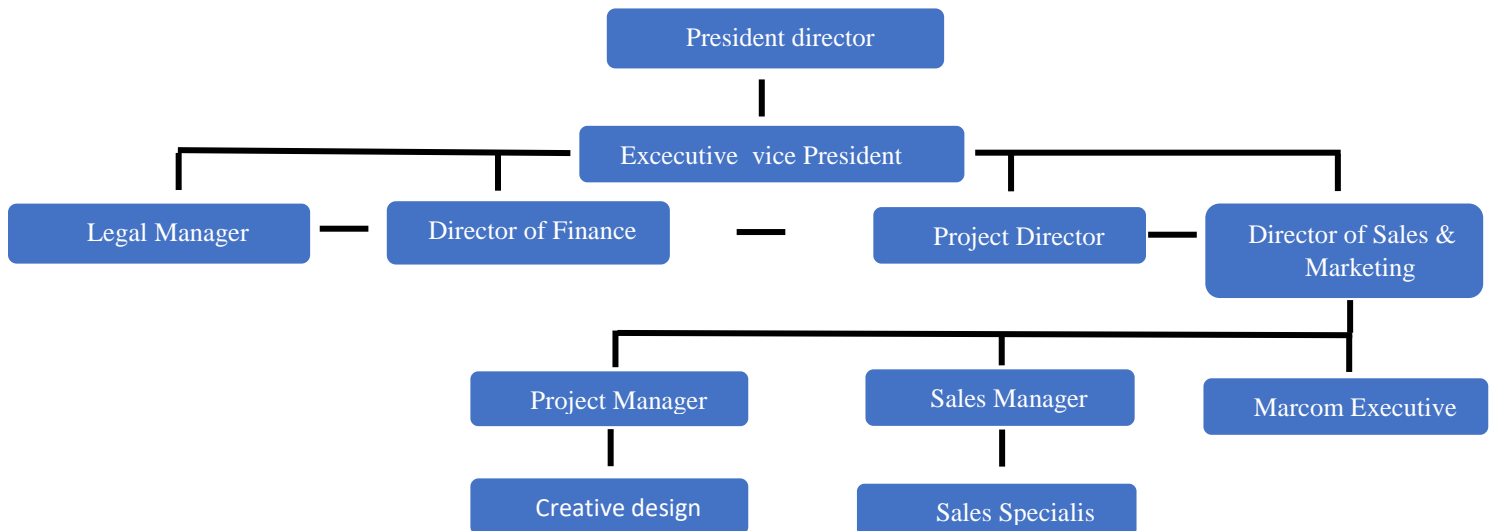 President director
Excecutive vice President
Legal Manager
Director of Finance
Project Director
Director of Sales &
Marketing
Project Manager
Sales Manager
Marcom Executive
Creative design
Sales Specialis